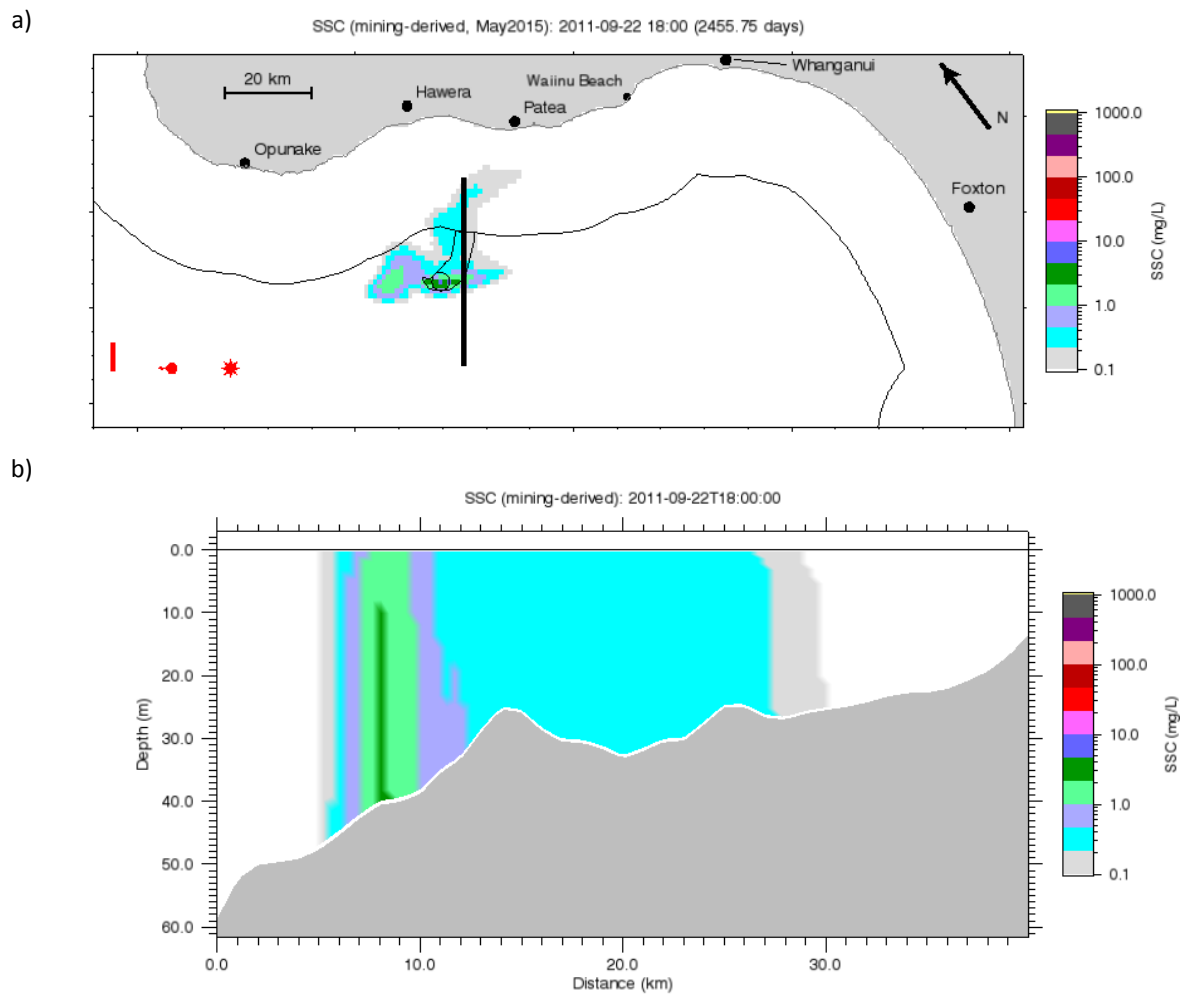 a)
SSC (mining-derived, May2015): 2011-09-22 18:00 (2455.75 days)
20 km
Hawera
Opunake
Patea
Waiinu Beach
Whanganui
N
Foxton
1000.0
100.0
10.0
1.0
0.1
SSC (mg/L)
b)
SSC (mining-derived): 2011-09-22T18:00:00
0.0
10.0
20.0
30.0
40.0
50.0
60.0
Depth (m)
0.0 10.0 20.0 30.0
Distance (km)
1000.0
100.0
10.0
1.0
0.1
SSC (mg/L)